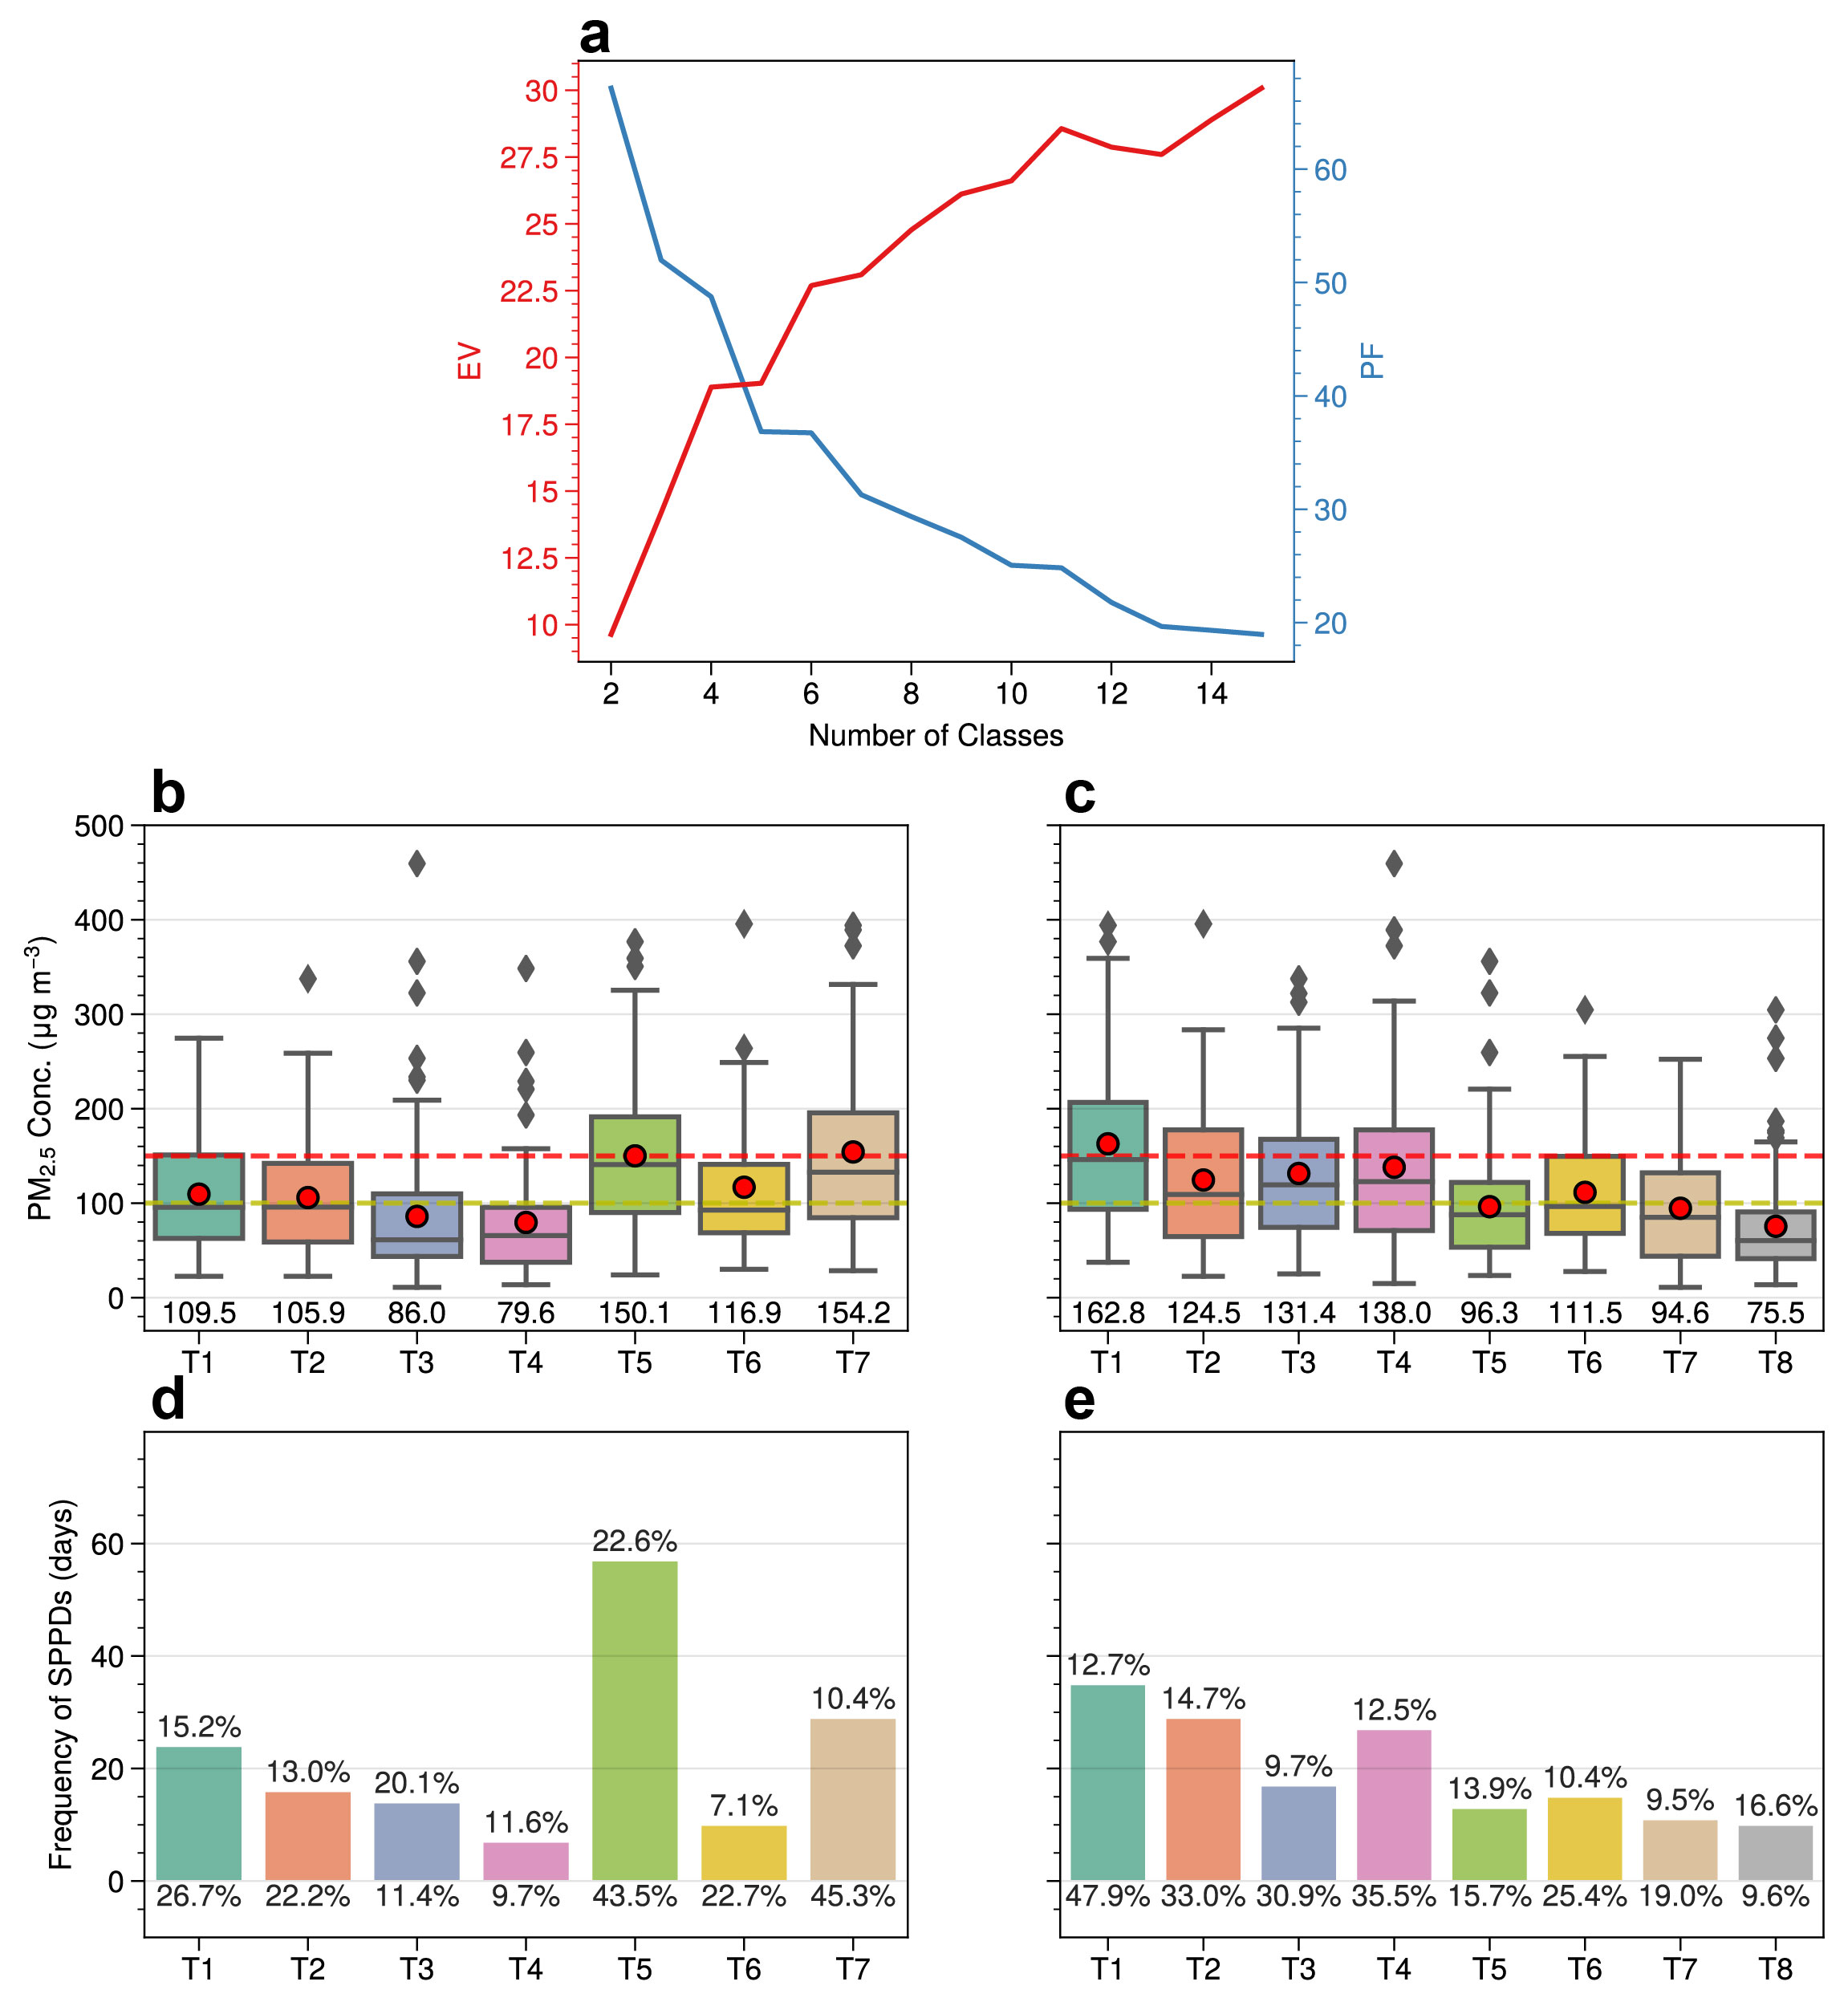 a
30
27.5
25
22.5
20
17.5
15
12.5
10
EV
60
50
40
30
20
PF
2 4 6 8 10 12 14
Number of Classes
b
500
400
300
200
100
0
PM2.5 Conc. (μg m−3)
109.5 105.9 86.0 79.6 150.1 116.9 154.2
T1 T2 T3 T4 T5 T6 T7
c
162.8 124.5 131.4 138.0 96.3 111.5 94.6 75.5
T1 T2 T3 T4 T5 T6 T7 T8
d
60
40
20
0
Frequency of SPPDs (days)
15.2% 13.0% 20.1% 11.6% 22.6% 7.1% 10.4%
26.7% 22.2% 11.4% 9.7% 43.5% 22.7% 45.3%
T1 T2 T3 T4 T5 T6 T7
e
12.7% 14.7% 9.7% 12.5% 13.9% 10.4% 9.5% 16.6%
47.9% 33.0% 30.9% 35.5% 15.7% 25.4% 19.0% 9.6%
T1 T2 T3 T4 T5 T6 T7 T8